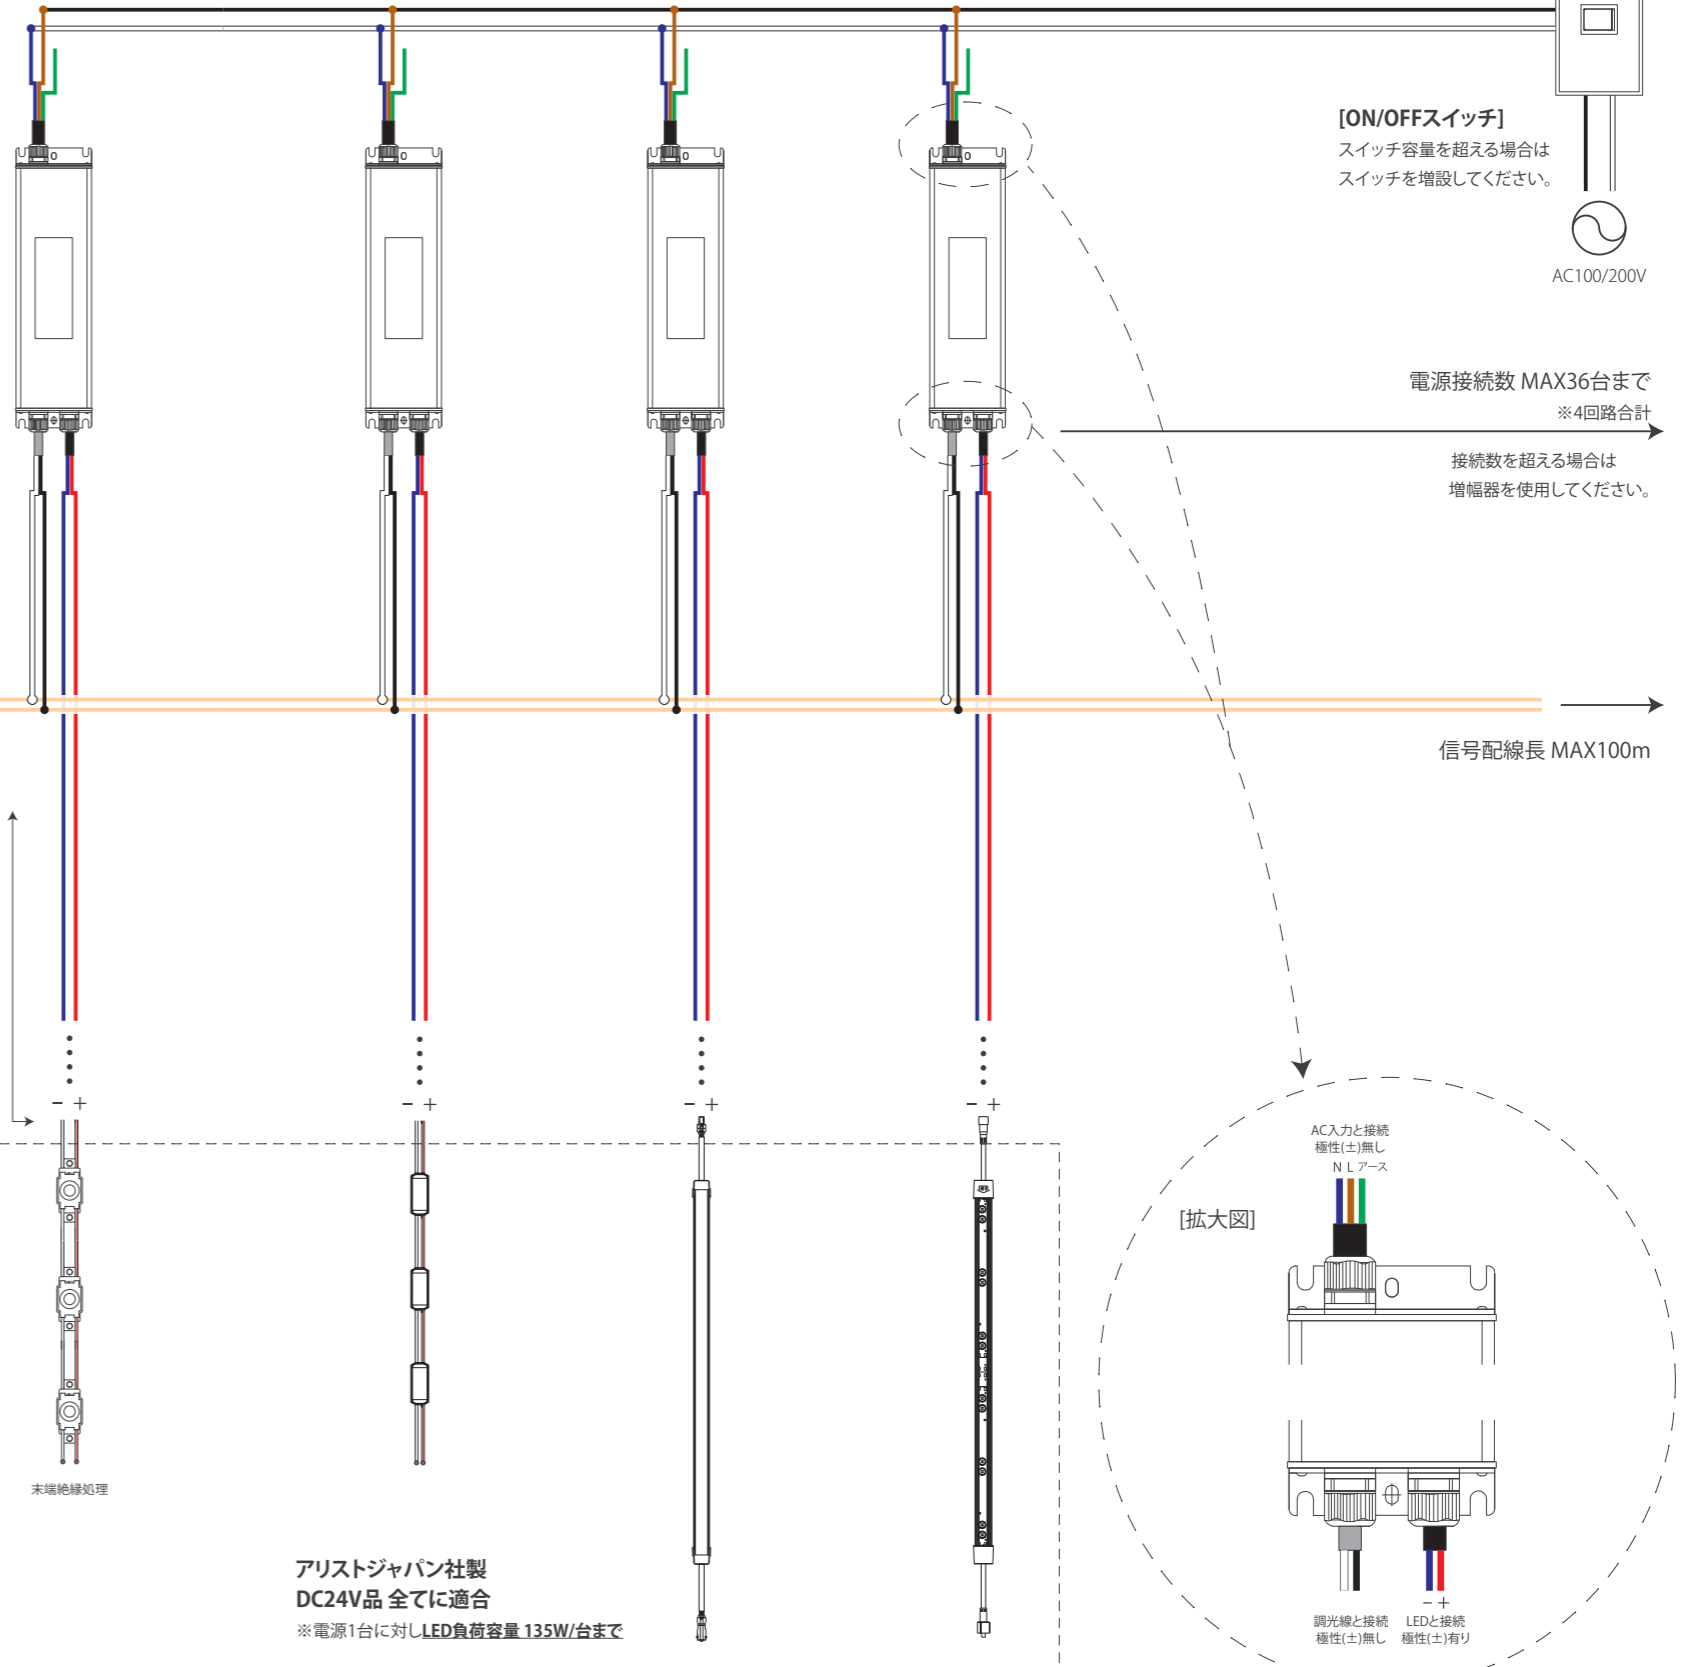 [ON/OFFスイッチ]
スイッチ容量を超える場合は
スイッチを増設してください。
AC100/200V
電源接続数 MAX36台まで
※4回路合計
接続数を超える場合は
増幅器を使用してください。
信号配線長 MAX100m
− +
− +
− +
− +
末端絶縁処理
アリストジャパン社製
DC24V品 全てに適合
※電源1台に対しLED負荷容量 135W/台まで
[拡大図]
AC入力と接続
極性(±)無し
N L アース
− +
調光線と接続
極性(±)無し
LEDと接続
極性(±)有り